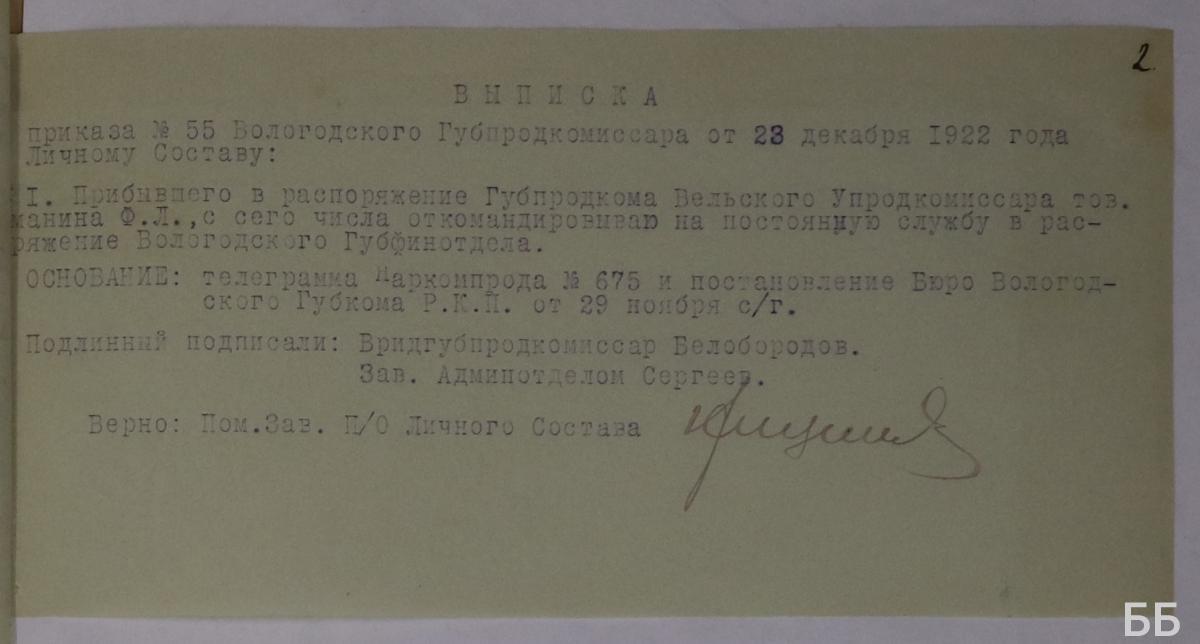 2
ВЫПИСКА
приказа № 55 Вологодского Губпродкомиссара от 23 декабря 1922 года
Личному Составу:
I. Прибывшего в распоряжение Губпродкома Вельского Упродкомиссара тов.
манина Ф.Л.,с сего числа откомандировываю на постоянную службу в рас-
ряжение Вологодского Губфинотдела.
ОСНОВАНИЕ: телеграмма Наркомпрода № 675 и постановление Бюро Вологод-
ского Губкома Р.К.П. от 29 ноября с/г.
Подлинный подписали: Вридгубпродкомиссар Белобородов.
Зав. Админотделом Сергеев.
Верно: Пом.Зав. П/О Личного Состава
ББ